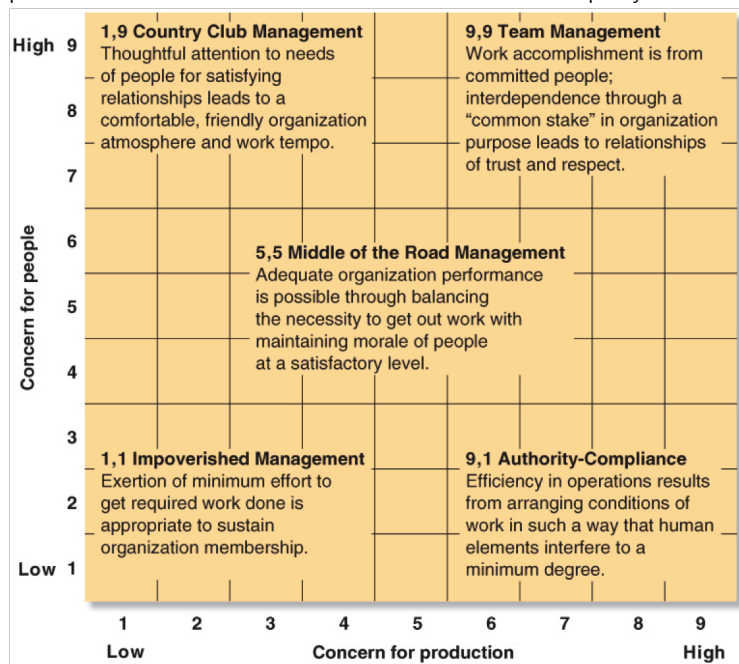 High 9
8
7
6
5
4
3
2
Low 1
Concern for people
1,9 Country Club Management
Thoughtful attention to needs
of people for satisfying
relationships leads to a
comfortable, friendly organization
atmosphere and work tempo.
9,9 Team Management
Work accomplishment is from
committed people;
interdependence through a
“common stake” in organization
purpose leads to relationships
of trust and respect.
5,5 Middle of the Road Management
Adequate organization performance
is possible through balancing
the necessity to get out work with
maintaining morale of people
at a satisfactory level.
1,1 Impoverished Management
Exertion of minimum effort to
get required work done is
appropriate to sustain
organization membership.
9,1 Authority-Compliance
Efficiency in operations results
from arranging conditions of
work in such a way that human
elements interfere to a
minimum degree.
1 2 3 4 5 6 7 8 9
Low Concern for production High